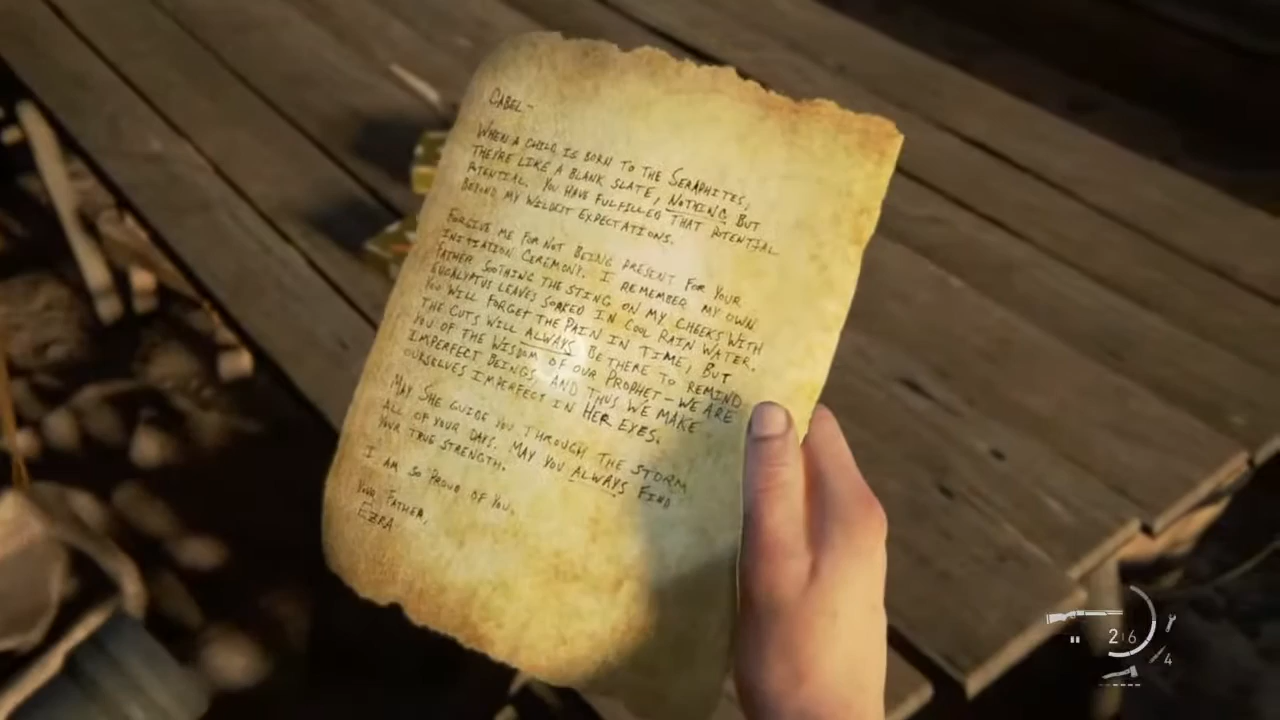 CABEL-
WHEN A CHILD IS BORN TO THE SERAPHITES,
THEY'RE LIKE A BLANK SLATE, NOTHING BUT
POTENTIAL. YOU HAVE FULFILLED THAT POTENTIAL
BEYOND MY WILDEST EXPECTATIONS.
FORGIVE ME FOR NOT BEING PRESENT FOR YOUR
INITIATION CEREMONY. I REMEMBER MY OWN
FATHER SOOTHING THE STING ON MY CHEEKS WITH
EUCALYPTUS LEAVES SOAKED IN COOL RAIN WATER.
YOU WILL FORGET THE PAIN IN TIME, BUT
THE CUTS WILL ALWAYS BE THERE TO REMIND
YOU OF THE WISDOM OF OUR PROPHET - WE ARE
IMPERFECT BEINGS, AND THUS WE MAKE
OURSELVES IMPERFECT IN HER EYES.
MAY SHE GUIDE YOU THROUGH THE STORM
ALL OF YOUR DAYS. MAY YOU ALWAYS FIND
YOUR TRUE STRENGTH.
I AM SO PROUD OF YOU.
YOUR FATHER,
EZRA
2 6
4